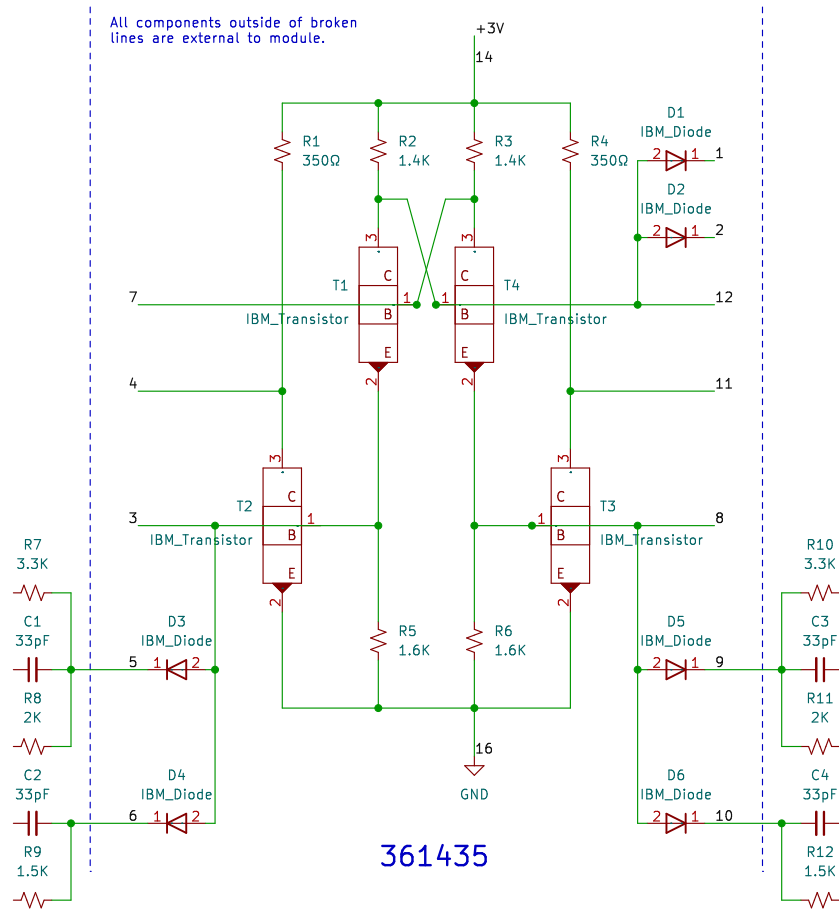 All components outside of broken
lines are external to module.
+3V
14
R1
350Ω
R2
1.4K
R3
1.4K
R4
350Ω
D1
IBM_Diode
2
1
1
D2
IBM_Diode
2
1
2
3
3
C
C
T1
T4
7
1
1
12
B
B
IBM_Transistor
IBM_Transistor
E
E
2
2
4
11
3
3
C
C
T2
T3
3
1
1
8
B
B
IBM_Transistor
IBM_Transistor
E
E
2
2
R7
3.3K
R10
3.3K
C1
33pF
D3
IBM_Diode
R5
1.6K
R6
1.6K
D5
IBM_Diode
C3
33pF
5
1
2
2
1
9
R8
2K
R11
2K
16
GND
C2
33pF
D4
IBM_Diode
D6
IBM_Diode
C4
33pF
6
1
2
2
1
10
R9
1.5K
361435
R12
1.5K